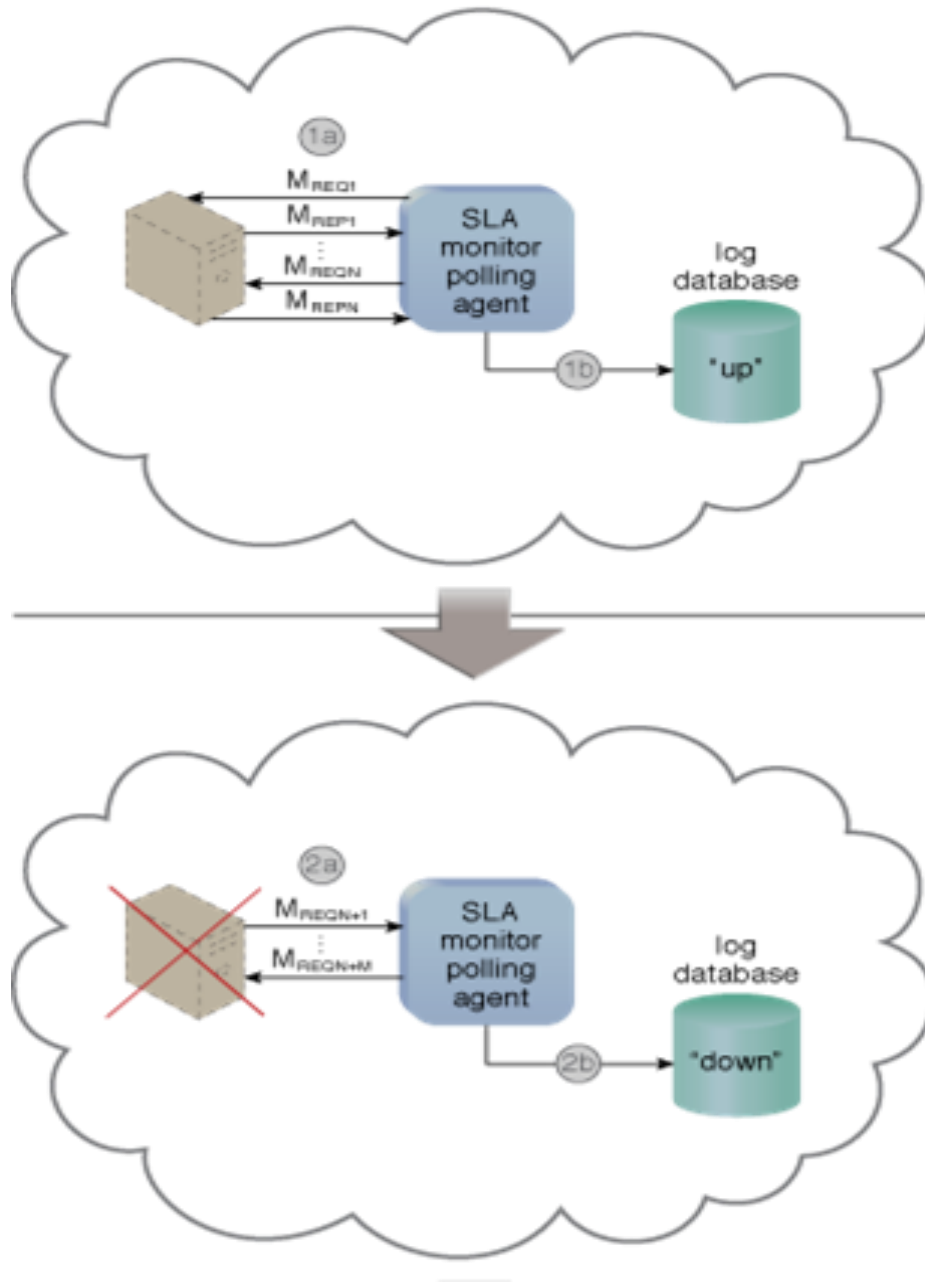 1a
MREQ1
MREP1
MREQN
MREPN
SLA
monitor
polling
agent
log
database
1b
"up"
2a
MREQN+1
MREQN+M
SLA
monitor
polling
agent
log
database
2b
"down"